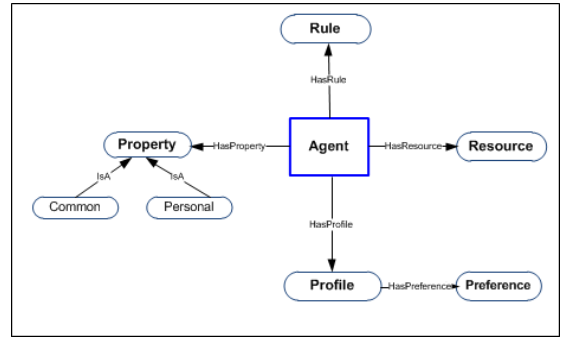 Rule
HasRule
Property
HasProperty
Agent
HasResource
Resource
IsA
IsA
Common
Personal
HasProfile
Profile
HasPreference
Preference